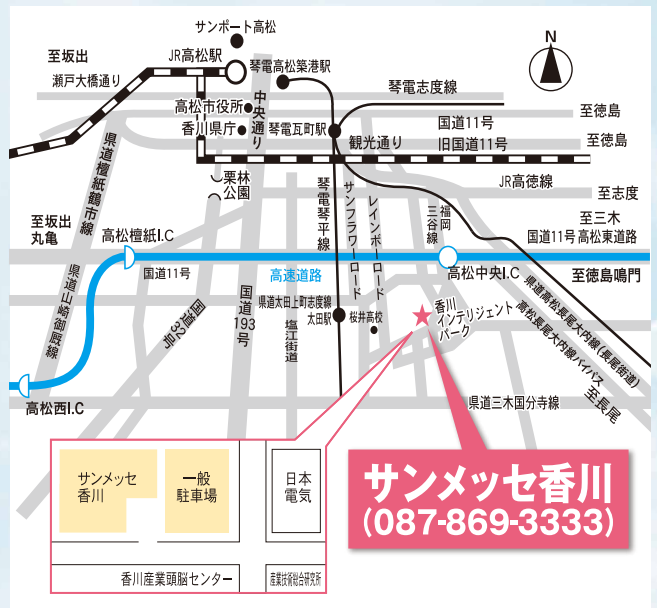 サンポート高松
N
至坂出
JR高松駅
琴電高松築港駅
瀬戸大橋通り
琴電志度線
高松市役所
中央通り
国道11号
至徳島
香川県庁
琴電瓦町駅
観光通り
旧国道11号
至徳島
県道檀紙鶴市線
栗林
公園
JR高徳線
至志度
琴電琴平線
サンフラワーロード
レインボーロード
福岡
三谷線
至坂出
丸亀
高松檀紙I.C
至三木
国道11号 高松東道路
国道11号
高速道路
高松中央I.C
至徳島鳴門
県道山崎御厩線
国道32号
国道
193
号
塩江街道
県道太田上町志度線
太田駅
桜井高校
香川
インテリジェント
パーク
県道高松長尾大内線(長尾街道)
高松長尾大内線バイパス
至長尾
高松西I.C
県道三木国分寺線
サンメッセ
香川
一般
駐車場
日本
電気
サンメッセ香川
(087-869-3333)
香川産業頭脳センター
産業技術総合研究所